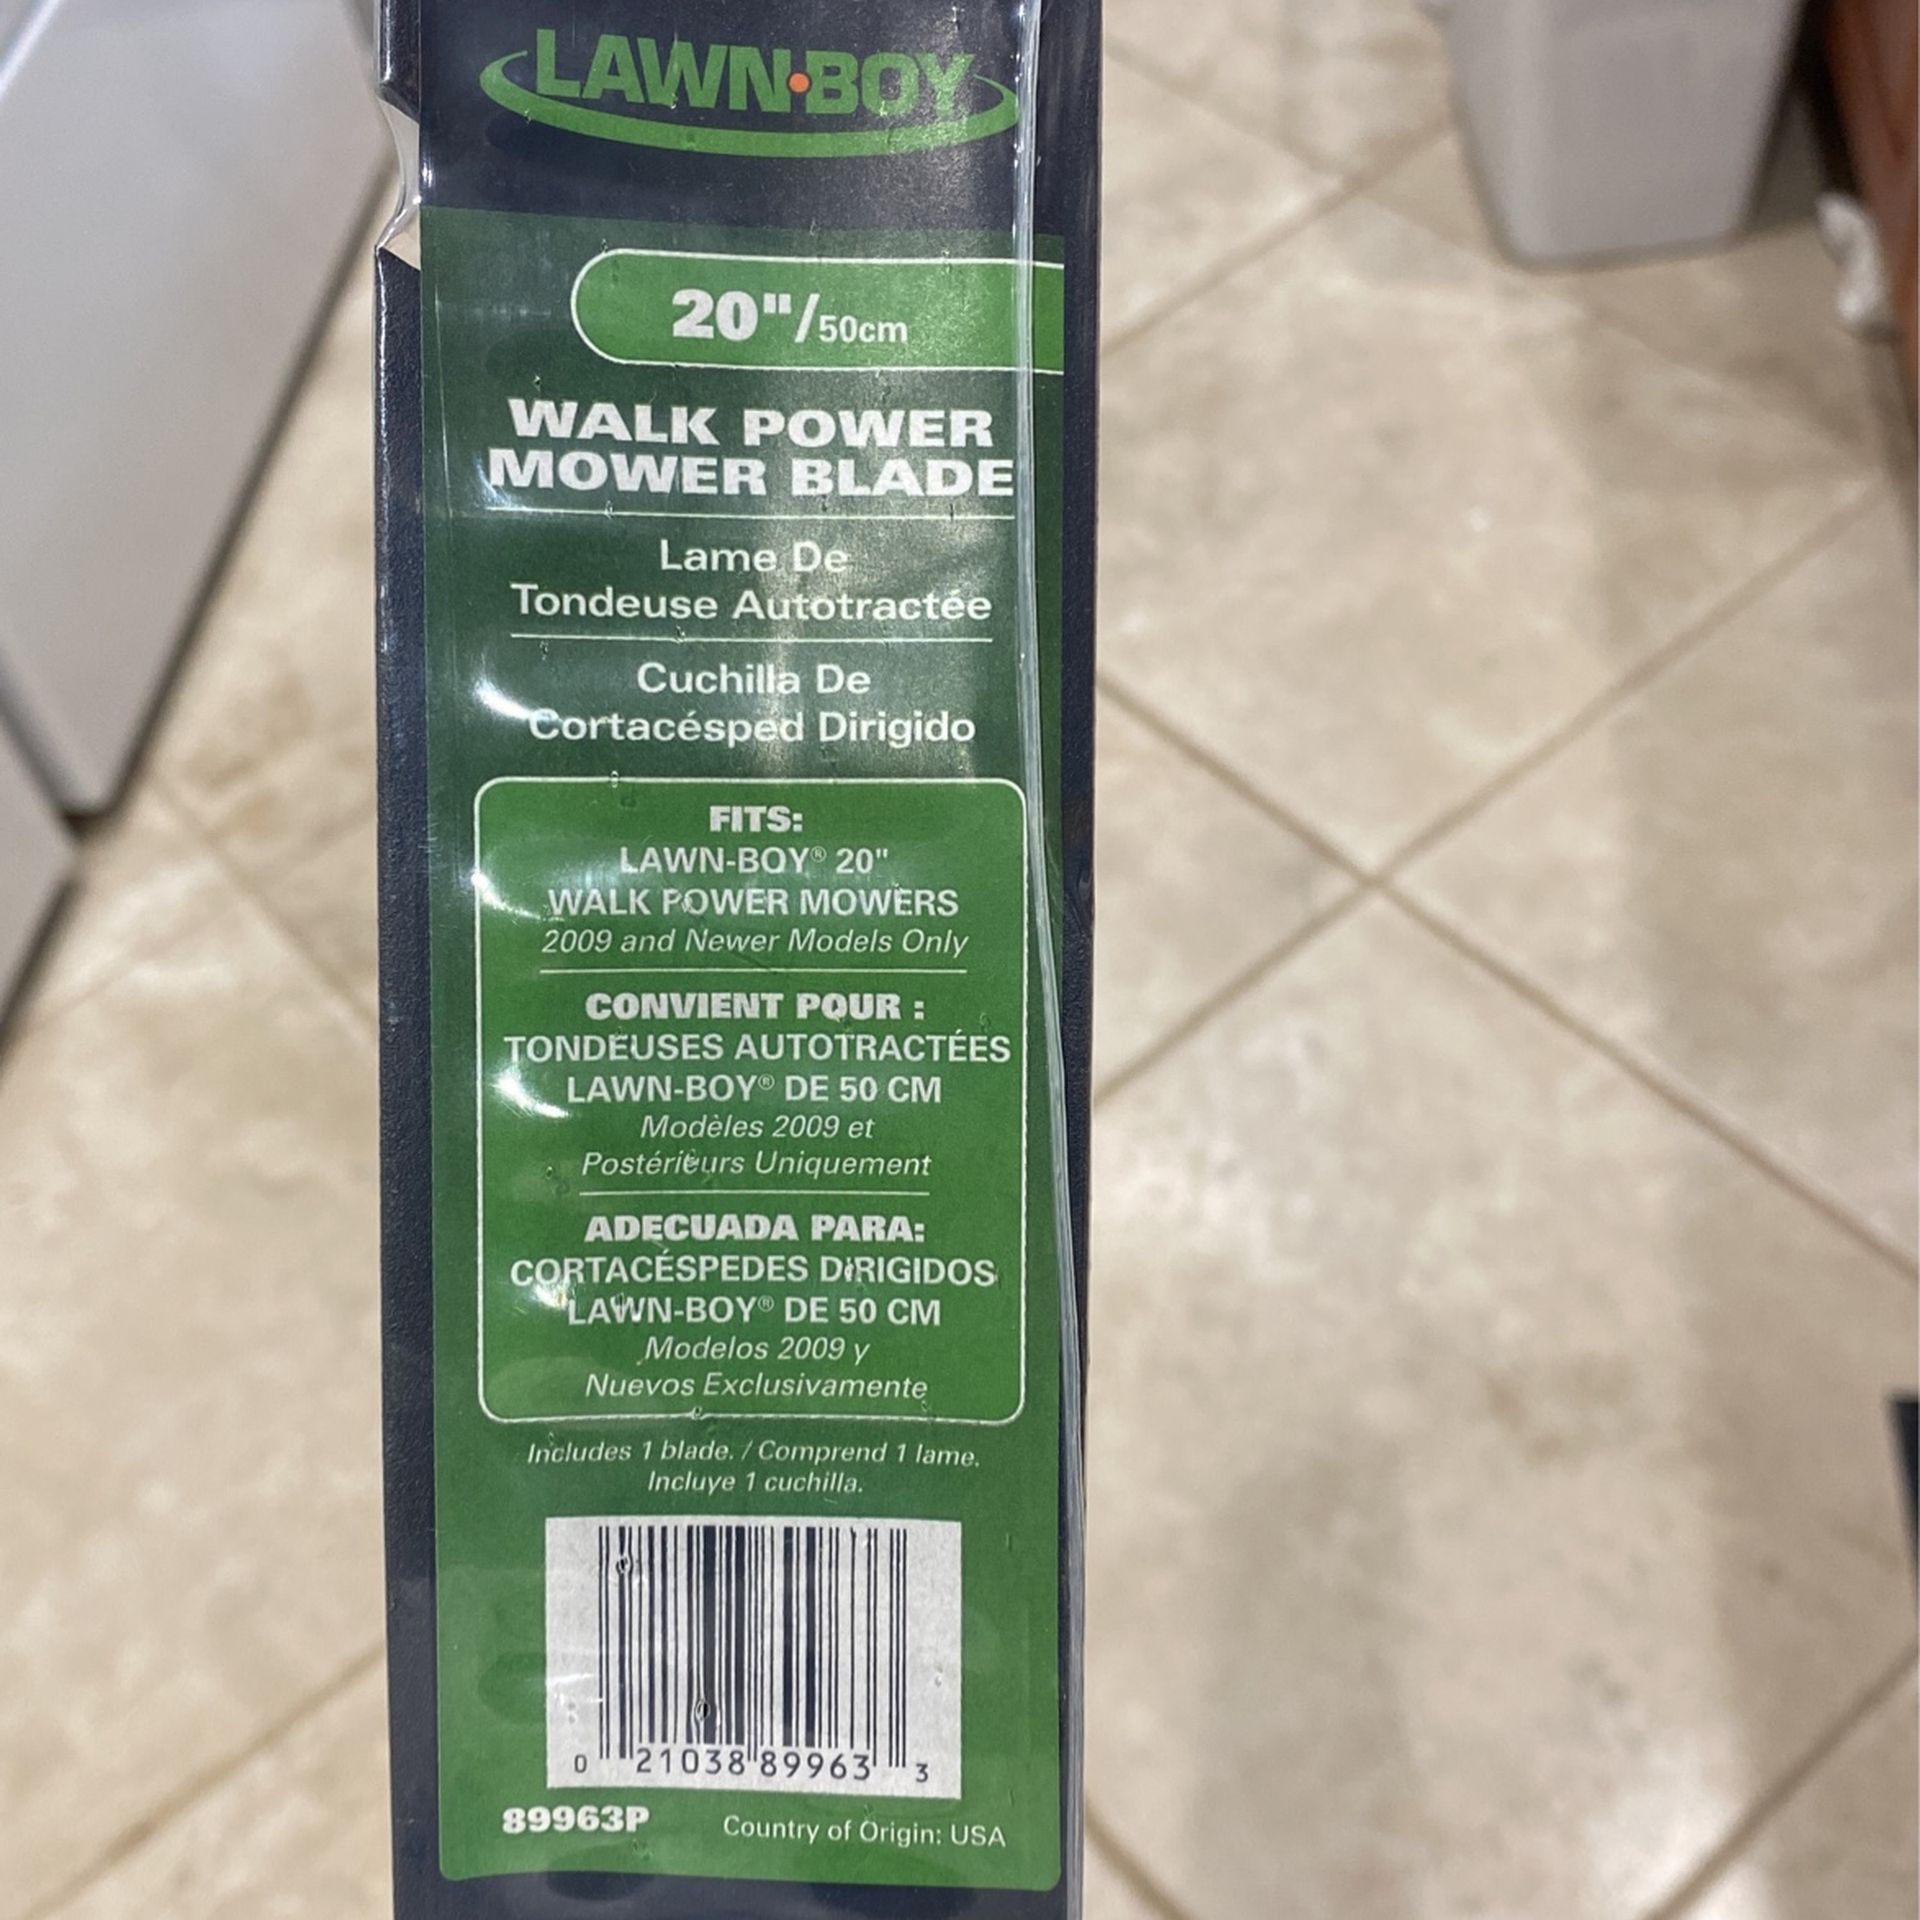 LAWN•BOY
20"/50cm
WALK POWER
MOWER BLADE
Lame De
Tondeuse Autotractée
Cuchilla De
Cortacésped Dirigido
FITS:
LAWN-BOY® 20"
WALK POWER MOWERS
2009 and Newer Models Only
CONVIENT POUR :
TONDEUSES AUTOTRACTÉES
LAWN-BOY® DE 50 CM
Modèles 2009 et
Postérieurs Uniquement
ADECUADA PARA:
CORTACÉSPEDES DIRIGIDOS
LAWN-BOY® DE 50 CM
Modelos 2009 y
Nuevos Exclusivamente
Includes 1 blade. / Comprend 1 lame.
Incluye 1 cuchilla.
0 21038 89963 3
89963P Country of Origin: USA